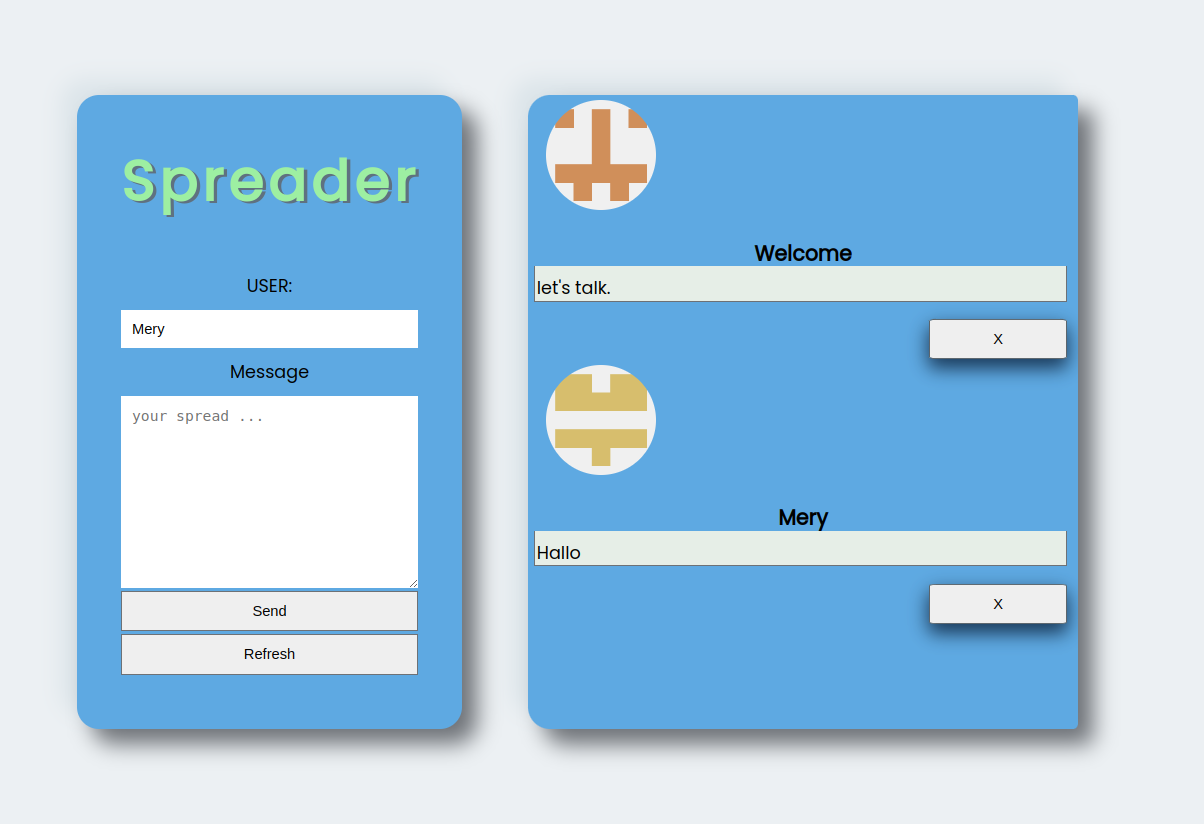 Spreader
USER:
Mery
Message
your spread ...
Send
Refresh
Welcome
let's talk.
X
Mery
Hallo
X